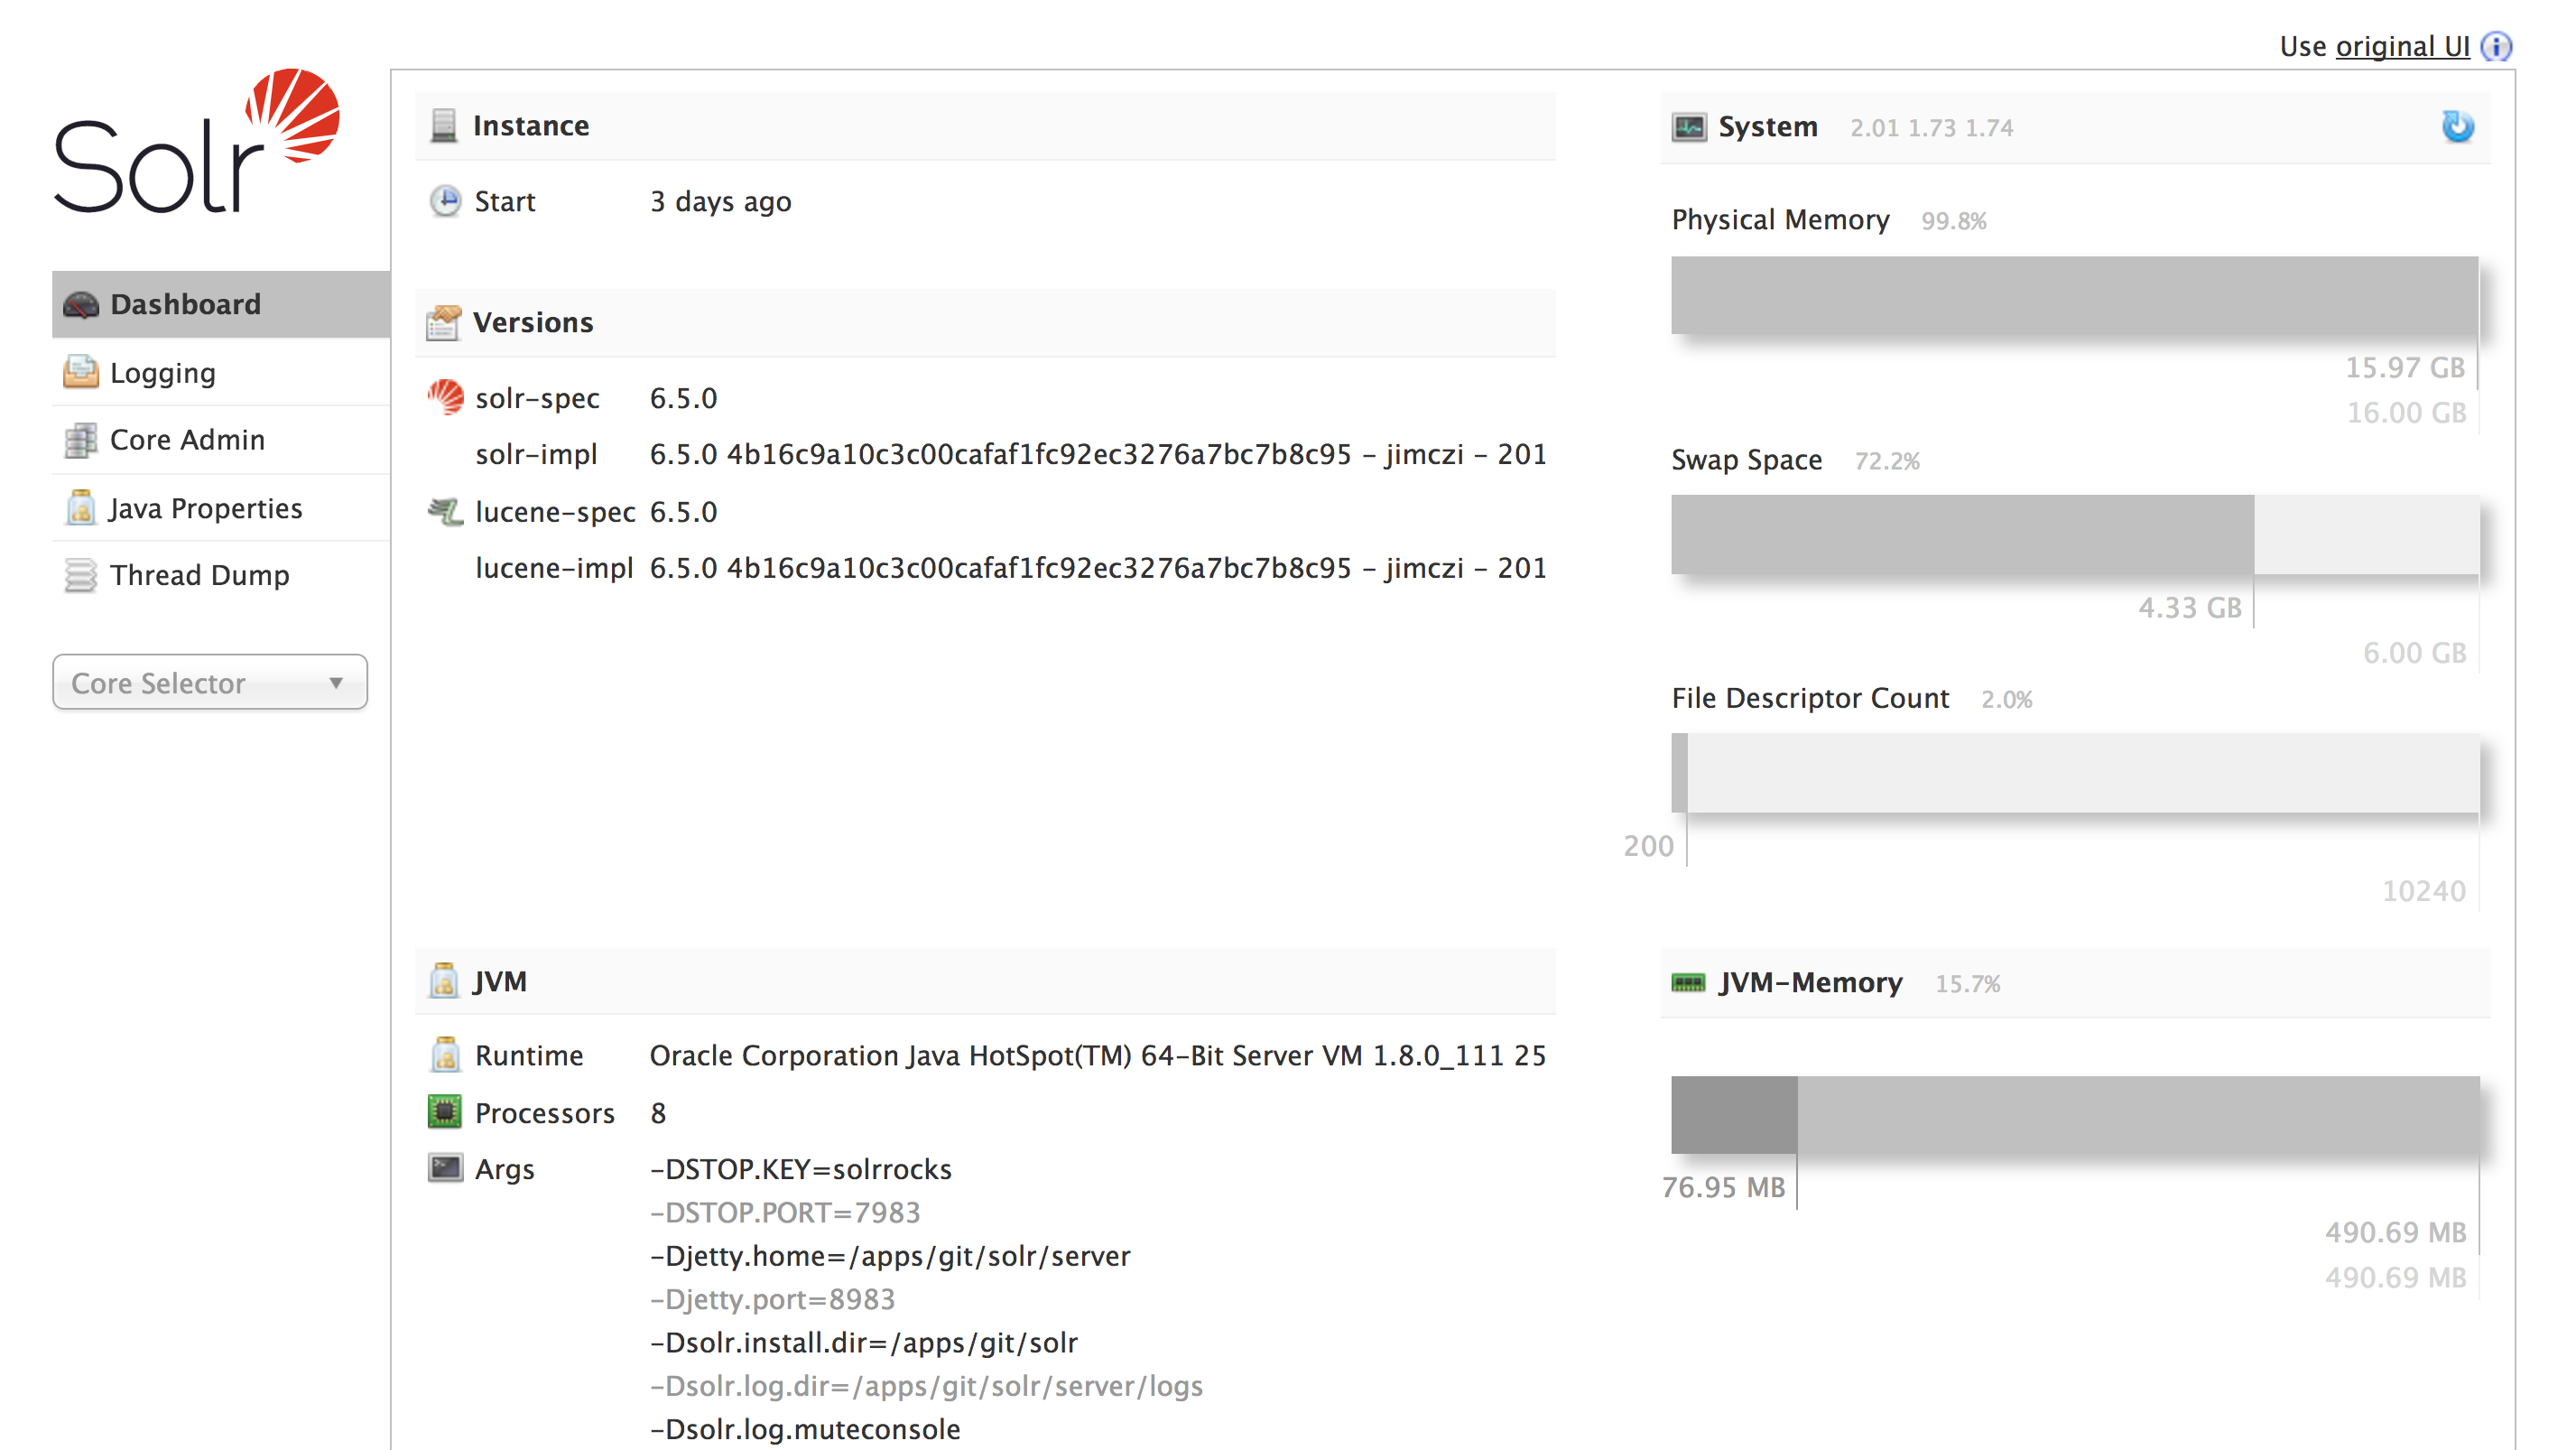 Use original UI
Solr
Dashboard
Logging
Core Admin
Java Properties
Thread Dump
Core Selector
Instance
Start 3 days ago
Versions
solr-spec 6.5.0
solr-impl 6.5.0 4b16c9a10c3c00cafaf1fc92ec3276a7bc7b8c95 - jimczi - 201
lucene-spec 6.5.0
lucene-impl 6.5.0 4b16c9a10c3c00cafaf1fc92ec3276a7bc7b8c95 - jimczi - 201
System 2.01 1.73 1.74
Physical Memory 99.8%
15.97 GB
16.00 GB
Swap Space 72.2%
4.33 GB
6.00 GB
File Descriptor Count 2.0%
200
10240
JVM
Runtime Oracle Corporation Java HotSpot(TM) 64-Bit Server VM 1.8.0_111 25
Processors 8
Args -DSTOP.KEY=solrrocks
-DSTOP.PORT=7983
-Djetty.home=/apps/git/solr/server
-Djetty.port=8983
-Dsolr.install.dir=/apps/git/solr
-Dsolr.log.dir=/apps/git/solr/server/logs
-Dsolr.log.muteconsole
JVM-Memory 15.7%
76.95 MB
490.69 MB
490.69 MB